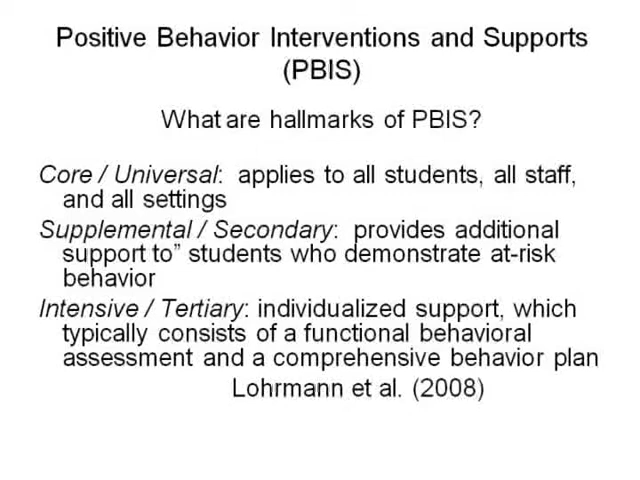 Positive Behavior Interventions and Supports
(PBIS)
What are hallmarks of PBIS?
Core / Universal: applies to all students, all staff,
and all settings
Supplemental / Secondary: provides additional
support to” students who demonstrate at-risk
behavior
Intensive / Tertiary: individualized support, which
typically consists of a functional behavioral
assessment and a comprehensive behavior plan
Lohrmann et al. (2008)